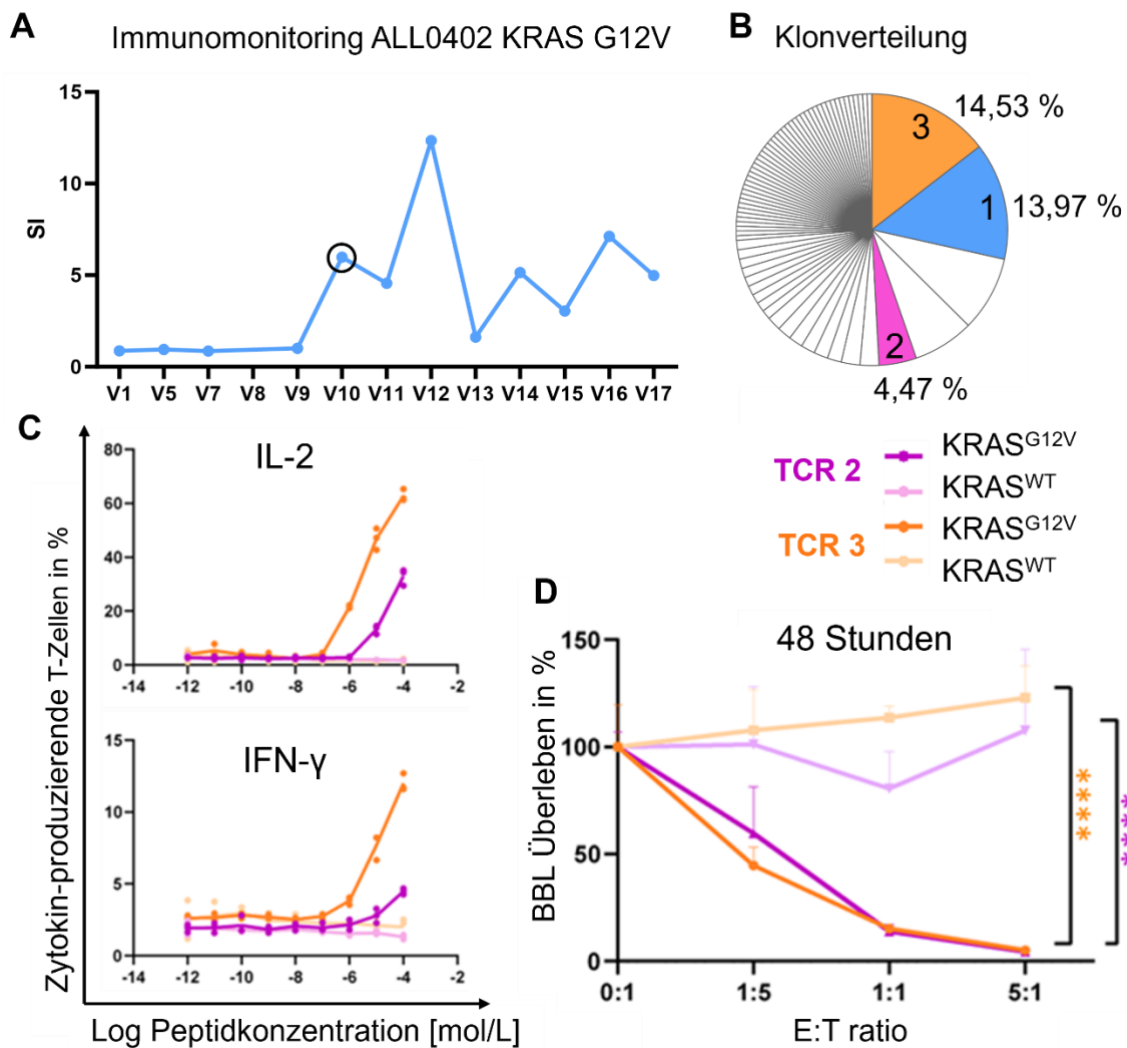 A
Immunomonitoring ALL0402 KRAS G12V
15
10
5
0
SI
V1 V5 V7 V8 V9 V10 V11 V12 V13 V14 V15 V16 V17
B
Klonverteilung
3
14,53 %
1
13,97 %
2
4,47 %
C
Zytokin-produzierende T-Zellen in %
IL-2
80
60
40
20
0
-14 -12 -10 -8 -6 -4 -2
IFN-γ
15
10
5
0
-14 -12 -10 -8 -6 -4 -2
Log Peptidkonzentration [mol/L]
TCR 2
KRASG12V
KRASWT
TCR 3
KRASG12V
KRASWT
D
48 Stunden
BBL Überleben in %
150
100
50
0
0:1 1:5 1:1 5:1
E:T ratio
****
****